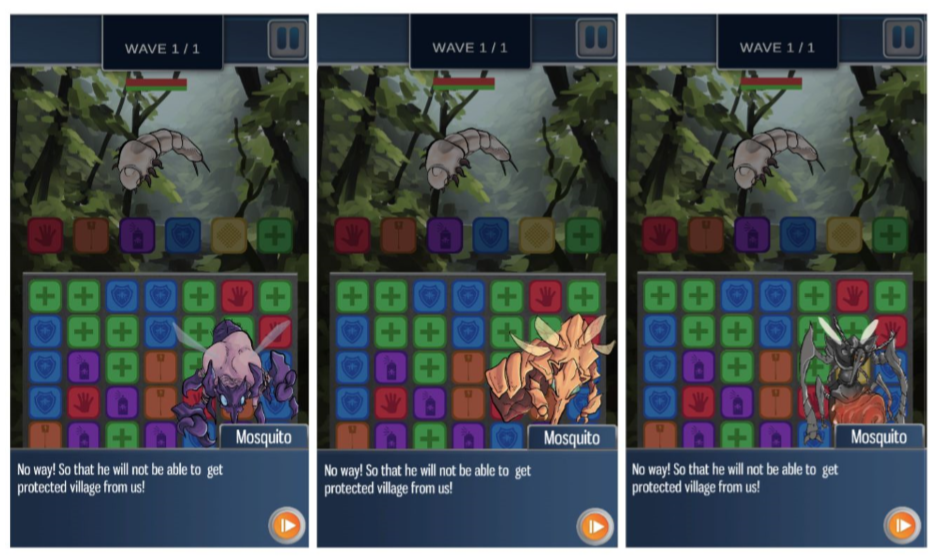 WAVE 1 / 1
Mosquito
No way! So that he will not be able to get
protected village from us!
WAVE 1 / 1
Mosquito
No way! So that he will not be able to get
protected village from us!
WAVE 1 / 1
Mosquito
No way! So that he will not be able to get
protected village from us!